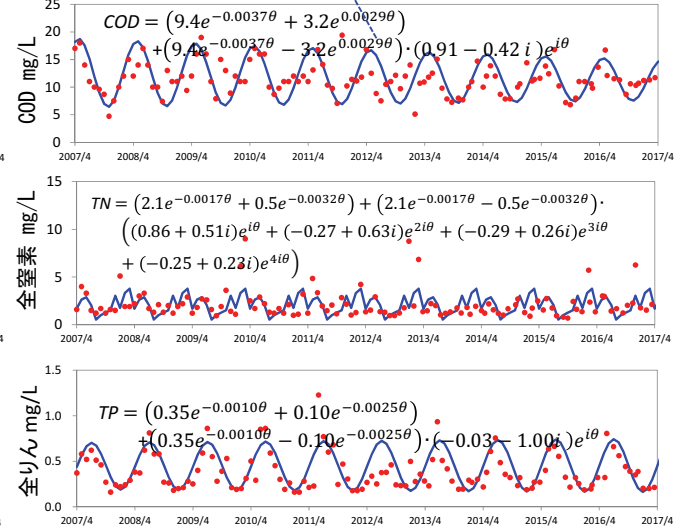 25
20
15
10
5
0
COD mg/L
COD = (9.4e^{-0.0037θ} + 3.2e^{0.0029θ})
+(9.4e^{-0.0037θ} − 3.2e^{0.0029θ})·(0.91 − 0.42 i )e^{iθ}
2007/4 2008/4 2009/4 2010/4 2011/4 2012/4 2013/4 2014/4 2015/4 2016/4 2017/4
15
10
5
0
全窒素 mg/L
TN = (2.1e^{-0.0017θ} + 0.5e^{-0.0032θ}) + (2.1e^{-0.0017θ} − 0.5e^{-0.0032θ})·
((0.86 + 0.51i)e^{iθ} + (−0.27 + 0.63i)e^{2iθ} + (−0.29 + 0.26i)e^{3iθ}
+ (−0.25 + 0.23i)e^{4iθ})
2007/4 2008/4 2009/4 2010/4 2011/4 2012/4 2013/4 2014/4 2015/4 2016/4 2017/4
1.5
1.0
0.5
0.0
全りん mg/L
TP = (0.35e^{-0.0010θ} + 0.10e^{-0.0025θ})
+(0.35e^{-0.0010θ} − 0.10e^{-0.0025θ})·(−0.03 − 1.00i)e^{iθ}
2007/4 2008/4 2009/4 2010/4 2011/4 2012/4 2013/4 2014/4 2015/4 2016/4 2017/4